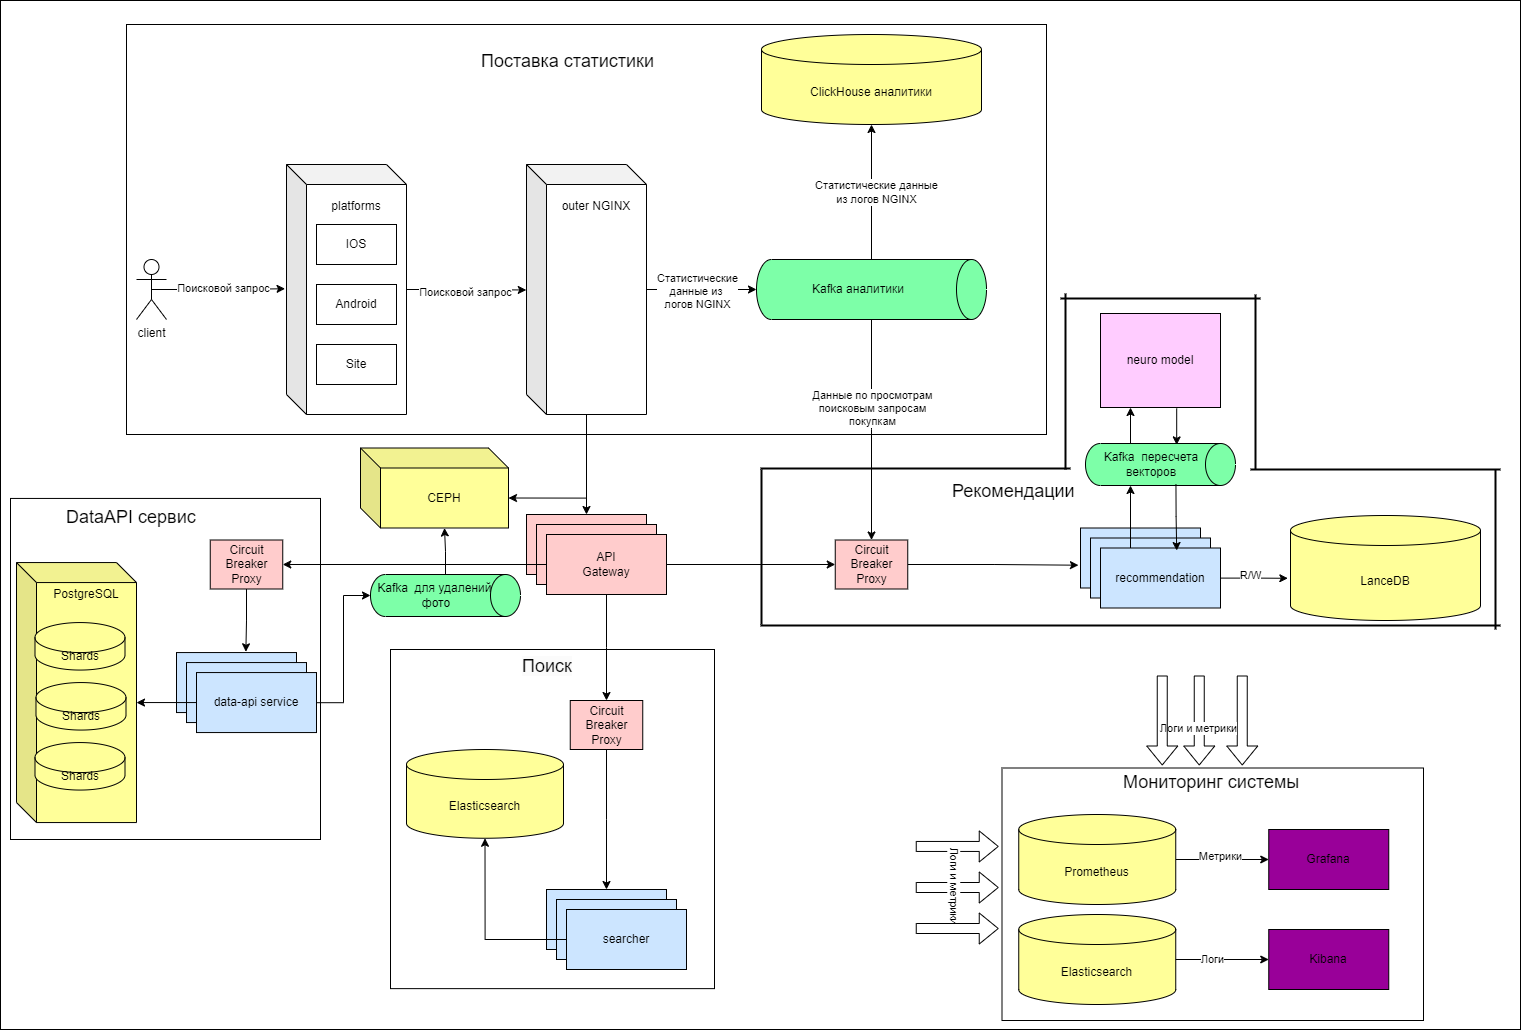 Поставка статистики
ClickHouse аналитики
Статистические данные
из логов NGINX
platforms
IOS
Android
Site
outer NGINX
client
Поисковой запрос
Поисковой запрос
Статистические
данные из
логов NGINX
Kafka аналитики
Данные по просмотрам
поисковым запросам
покупкам
neuro model
Kafka пересчета
векторов
Рекомендации
Circuit
Breaker
Proxy
recommendation
R/W
LanceDB
CEPH
API
Gateway
Kafka для удалений
фото
DataAPI сервис
Circuit
Breaker
Proxy
PostgreSQL
Shards
Shards
Shards
data-api service
Поиск
Circuit
Breaker
Proxy
Elasticsearch
searcher
Логи и метрики
Логи и метрики
Мониторинг системы
Prometheus
Метрики
Grafana
Elasticsearch
Логи
Kibana